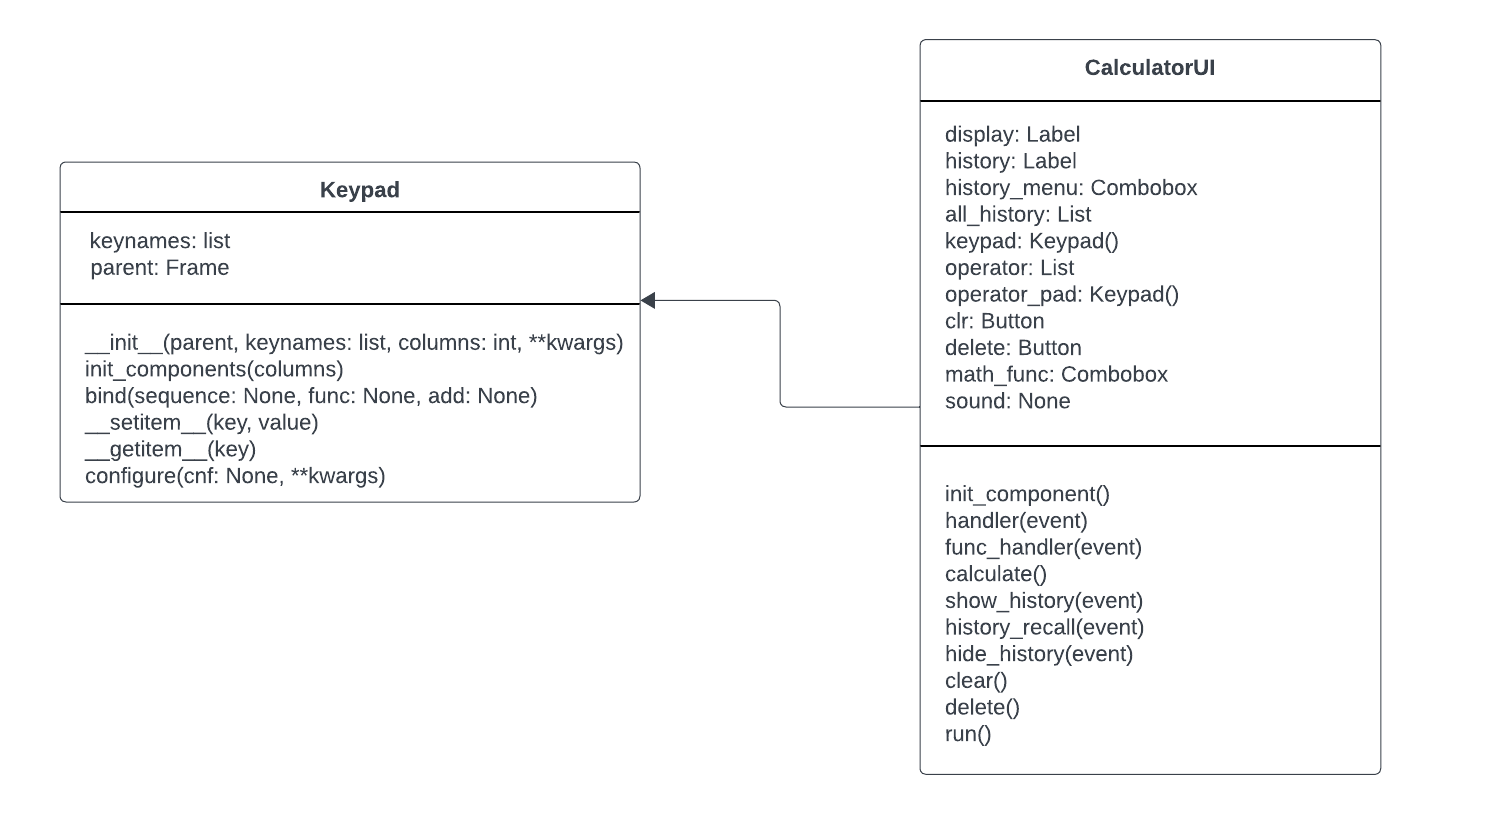 Keypad
keynames: list
parent: Frame
__init__(parent, keynames: list, columns: int, **kwargs)
init_components(columns)
bind(sequence: None, func: None, add: None)
__setitem__(key, value)
__getitem__(key)
configure(cnf: None, **kwargs)
CalculatorUI
display: Label
history: Label
history_menu: Combobox
all_history: List
keypad: Keypad()
operator: List
operator_pad: Keypad()
clr: Button
delete: Button
math_func: Combobox
sound: None
init_component()
handler(event)
func_handler(event)
calculate()
show_history(event)
history_recall(event)
hide_history(event)
clear()
delete()
run()